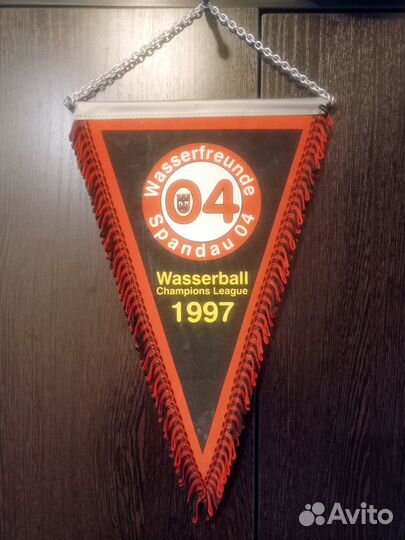 Wasserfreunde
04
Spandau 04
Wasserball
Champions League
1997
Avito